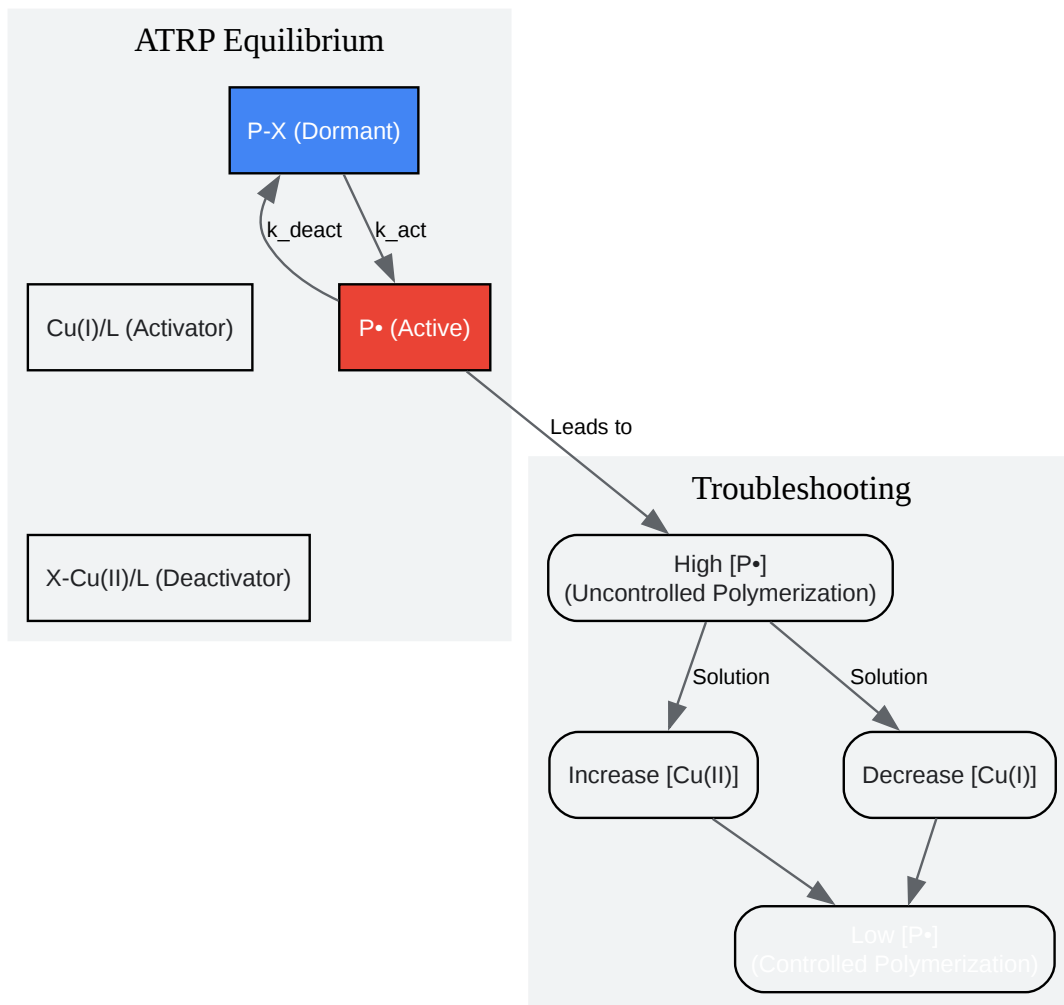 ATRP Equilibrium
P-X (Dormant)
k_deact
k_act
Cu(I)/L (Activator)
P• (Active)
Leads to
X-Cu(II)/L (Deactivator)
Troubleshooting
High [P•]
(Uncontrolled Polymerization)
Solution
Solution
Increase [Cu(II)]
Decrease [Cu(I)]
Low [P•]
(Controlled Polymerization)